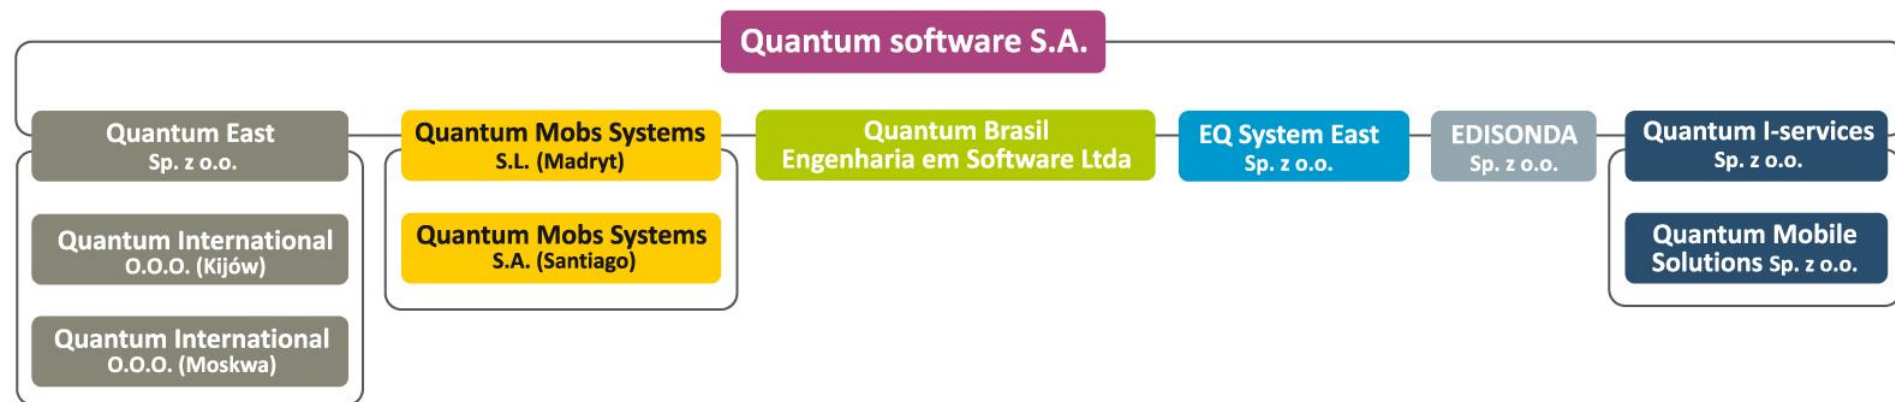 Quantum software S.A.
Quantum East
Sp. z o.o.
Quantum International
O.O.O. (Kijów)
Quantum International
O.O.O. (Moskwa)
Quantum Mobs Systems
S.L. (Madryt)
Quantum Mobs Systems
S.A. (Santiago)
Quantum Brasil
Engenharia em Software Ltda
EQ System East
Sp. z o.o.
EDISONDA
Sp. z o.o.
Quantum I-services
Sp. z o.o.
Quantum Mobile
Solutions Sp. z o.o.